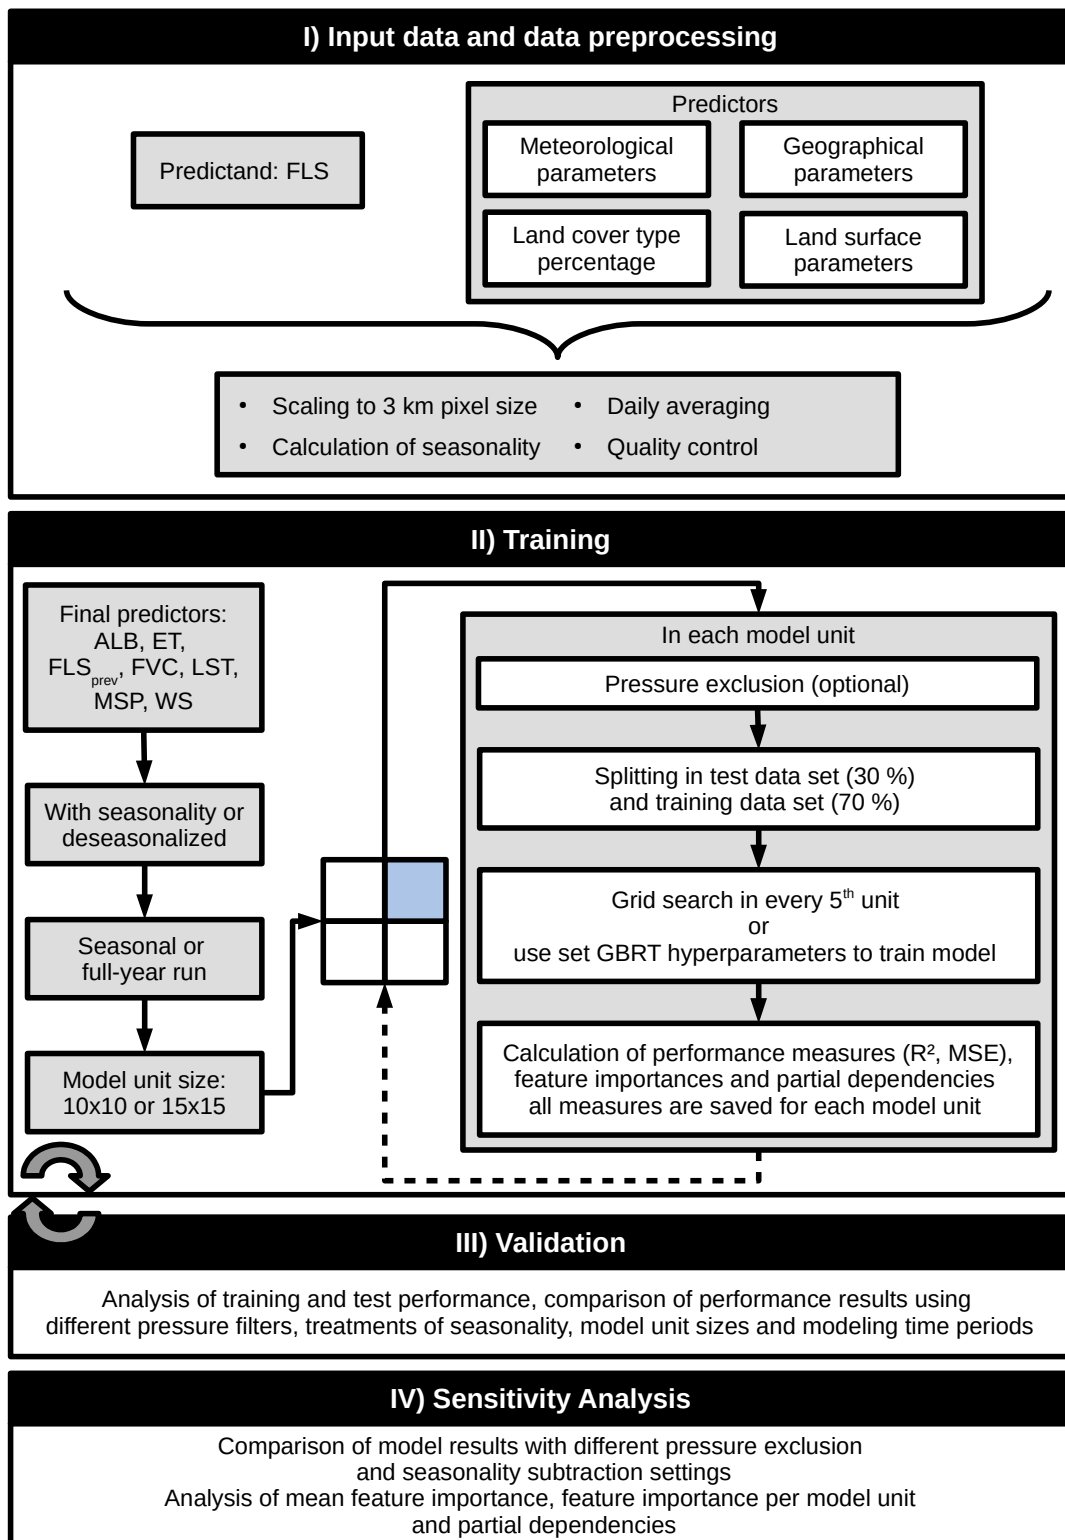 I) Input data and data preprocessing
Predictand: FLS
Predictors
Meteorological
parameters
Geographical
parameters
Land cover type
percentage
Land surface
parameters
• Scaling to 3 km pixel size
• Daily averaging
• Calculation of seasonality
• Quality control
II) Training
Final predictors:
ALB, ET,
FLSprev, FVC, LST,
MSP, WS
With seasonality or
deseasonalized
Seasonal or
full-year run
Model unit size:
10x10 or 15x15
In each model unit
Pressure exclusion (optional)
Splitting in test data set (30 %)
and training data set (70 %)
Grid search in every 5th unit
or
use set GBRT hyperparameters to train model
Calculation of performance measures (R², MSE),
feature importances and partial dependencies
all measures are saved for each model unit
III) Validation
Analysis of training and test performance, comparison of performance results using
different pressure filters, treatments of seasonality, model unit sizes and modeling time periods
IV) Sensitivity Analysis
Comparison of model results with different pressure exclusion
and seasonality subtraction settings
Analysis of mean feature importance, feature importance per model unit
and partial dependencies